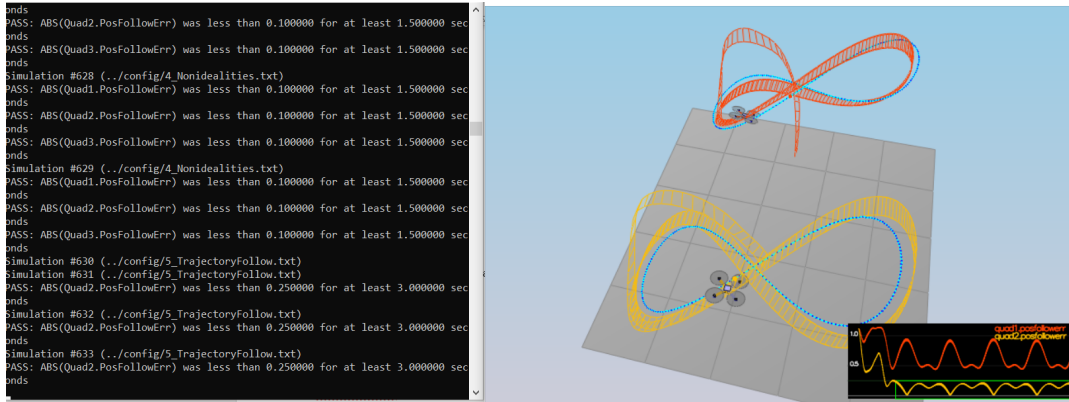 onds
PASS: ABS(Quad2.PosFollowErr) was less than 0.100000 for at least 1.500000 sec
onds
PASS: ABS(Quad3.PosFollowErr) was less than 0.100000 for at least 1.500000 sec
onds
Simulation #628 (../config/4_Nonidealities.txt)
PASS: ABS(Quad1.PosFollowErr) was less than 0.100000 for at least 1.500000 sec
onds
PASS: ABS(Quad2.PosFollowErr) was less than 0.100000 for at least 1.500000 sec
onds
PASS: ABS(Quad3.PosFollowErr) was less than 0.100000 for at least 1.500000 sec
onds
Simulation #629 (../config/4_Nonidealities.txt)
PASS: ABS(Quad1.PosFollowErr) was less than 0.100000 for at least 1.500000 sec
onds
PASS: ABS(Quad2.PosFollowErr) was less than 0.100000 for at least 1.500000 sec
onds
PASS: ABS(Quad3.PosFollowErr) was less than 0.100000 for at least 1.500000 sec
onds
Simulation #630 (../config/5_TrajectoryFollow.txt)
Simulation #631 (../config/5_TrajectoryFollow.txt)
PASS: ABS(Quad2.PosFollowErr) was less than 0.250000 for at least 3.000000 sec
onds
Simulation #632 (../config/5_TrajectoryFollow.txt)
PASS: ABS(Quad2.PosFollowErr) was less than 0.250000 for at least 3.000000 sec
onds
Simulation #633 (../config/5_TrajectoryFollow.txt)
PASS: ABS(Quad2.PosFollowErr) was less than 0.250000 for at least 3.000000 sec
onds
quad1.posfollowerr
quad2.posfollowerr
1.0
0.5